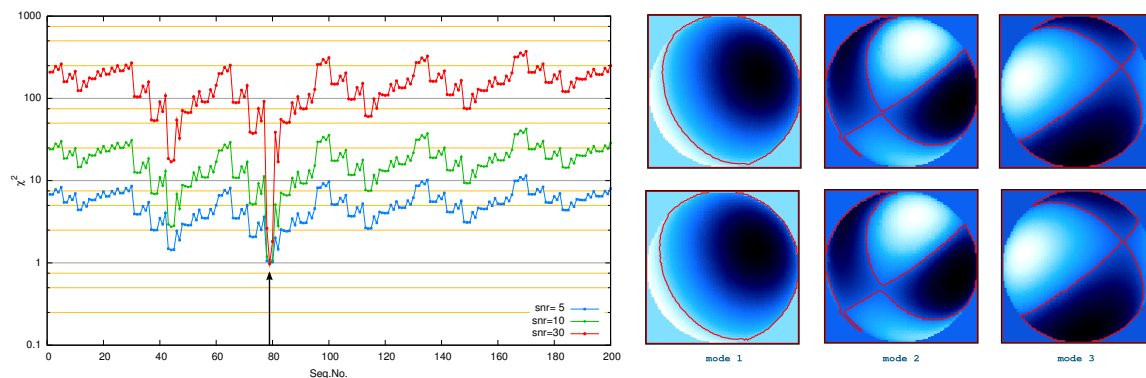 1000
100
10
1
0.1
χ²
snr= 5
snr=10
snr=30
0 20 40 60 80 100 120 140 160 180 200
Seq.No.
mode 1 mode 2 mode 3